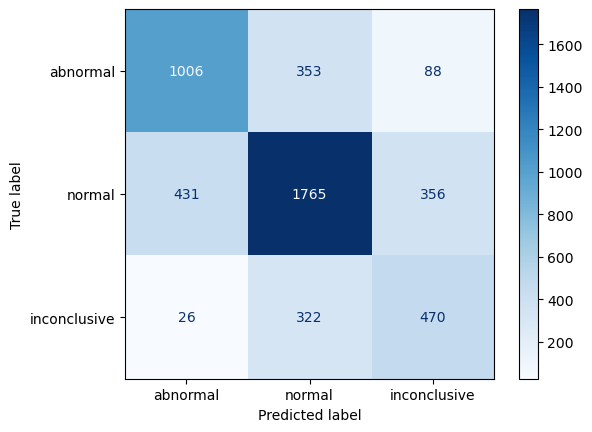 1600
1400
1200
1000
800
600
400
200
abnormal
normal
inconclusive
True label
1006 353 88
431 1765 356
26 322 470
abnormal normal inconclusive
Predicted label